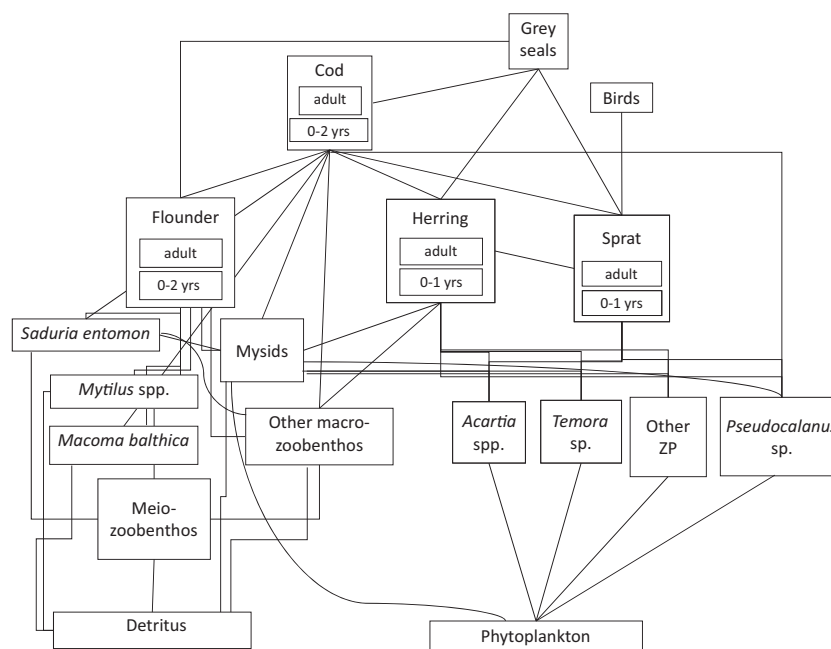 Grey
seals
Cod
adult
0-2 yrs
Birds
Flounder
adult
0-2 yrs
Herring
adult
0-1 yrs
Sprat
adult
0-1 yrs
Saduria entomon
Mysids
Mytilus spp.
Macoma balthica
Other macro-
zoobenthos
Acartia
spp.
Temora
sp.
Other
ZP
Pseudocalanus
sp.
Meio-
zoobenthos
Detritus
Phytoplankton